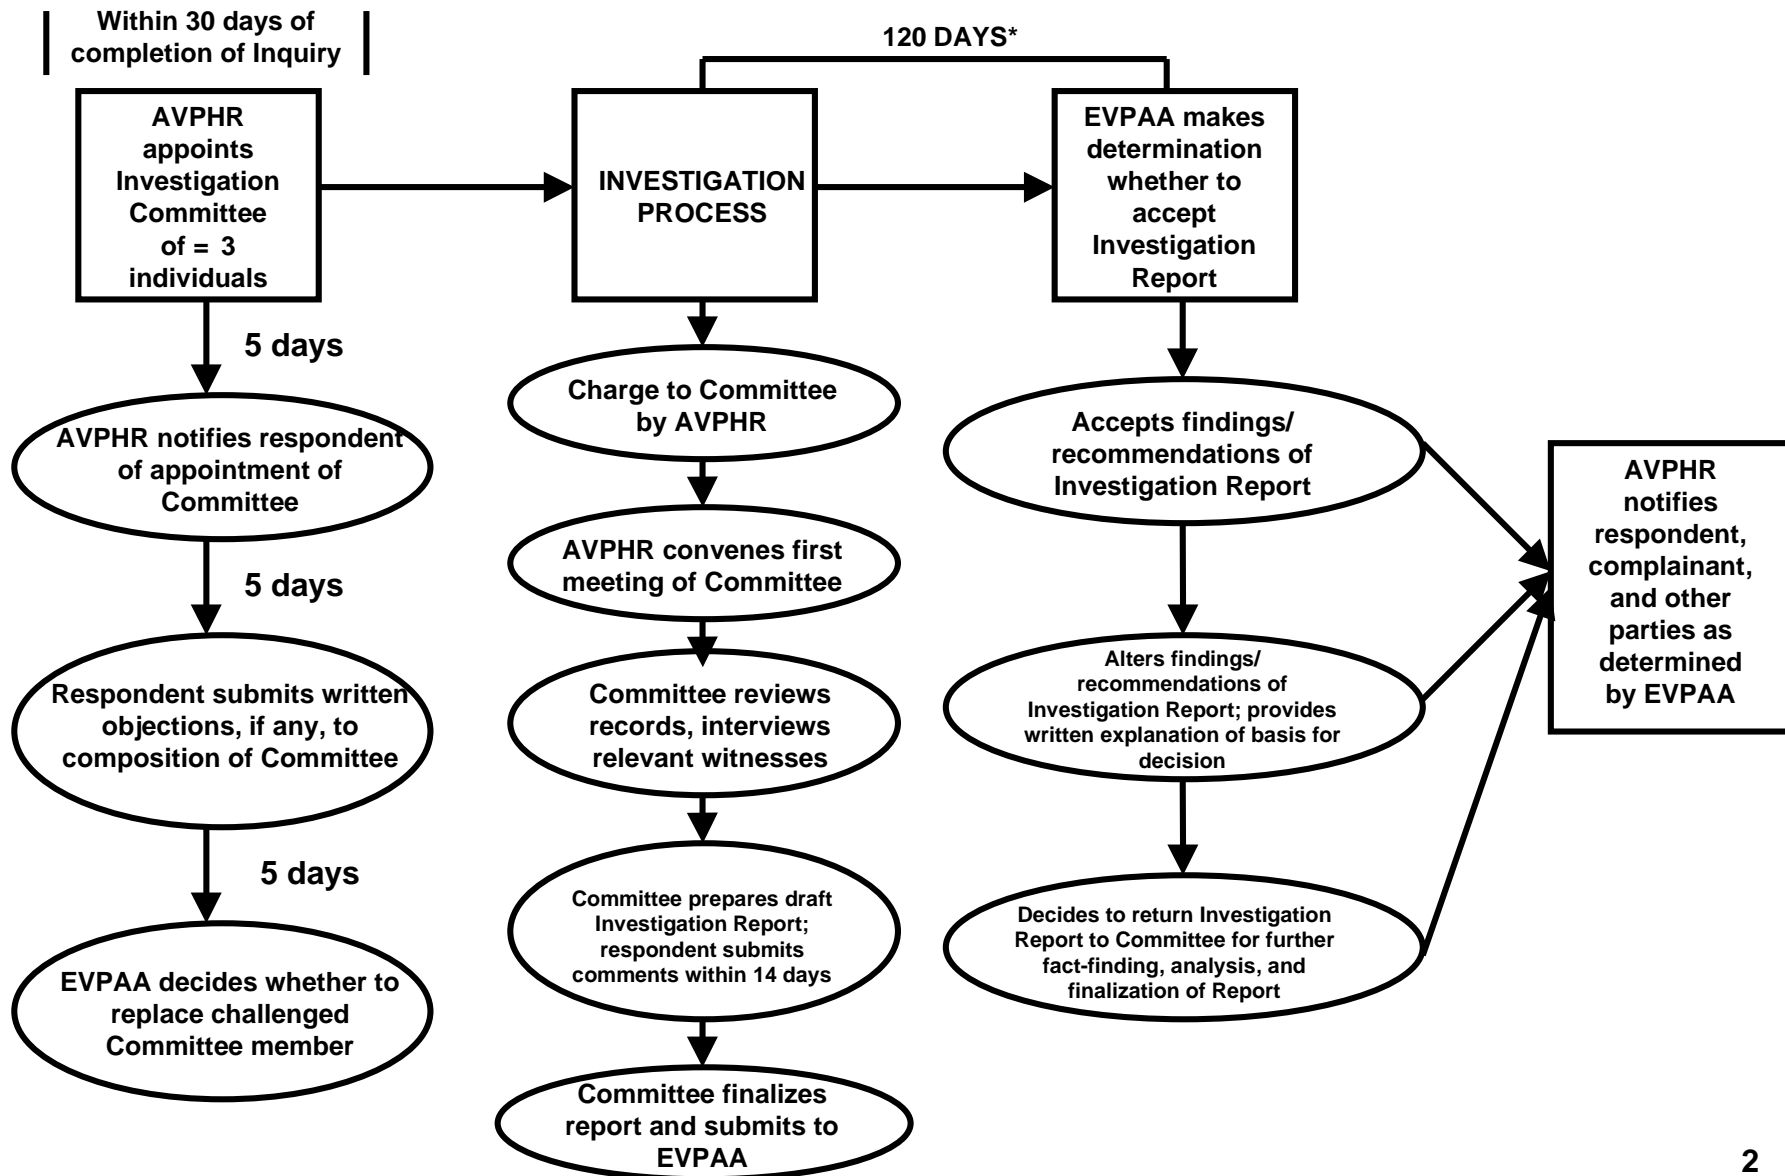 Within 30 days of
completion of Inquiry
120 DAYS*
AVPHR
appoints
Investigation
Committee
of = 3
individuals
INVESTIGATION
PROCESS
EVPAA makes
determination
whether to
accept
Investigation
Report
5 days
AVPHR notifies respondent
of appointment of
Committee
5 days
Respondent submits written
objections, if any, to
composition of Committee
5 days
EVPAA decides whether to
replace challenged
Committee member
Charge to Committee
by AVPHR
AVPHR convenes first
meeting of Committee
Committee reviews
records, interviews
relevant witnesses
Committee prepares draft
Investigation Report;
respondent submits
comments within 14 days
Committee finalizes
report and submits to
EVPAA
Accepts findings/
recommendations of
Investigation Report
Alters findings/
recommendations of
Investigation Report; provides
written explanation of basis for
decision
Decides to return Investigation
Report to Committee for further
fact-finding, analysis, and
finalization of Report
AVPHR
notifies
respondent,
complainant,
and other
parties as
determined
by EVPAA
2